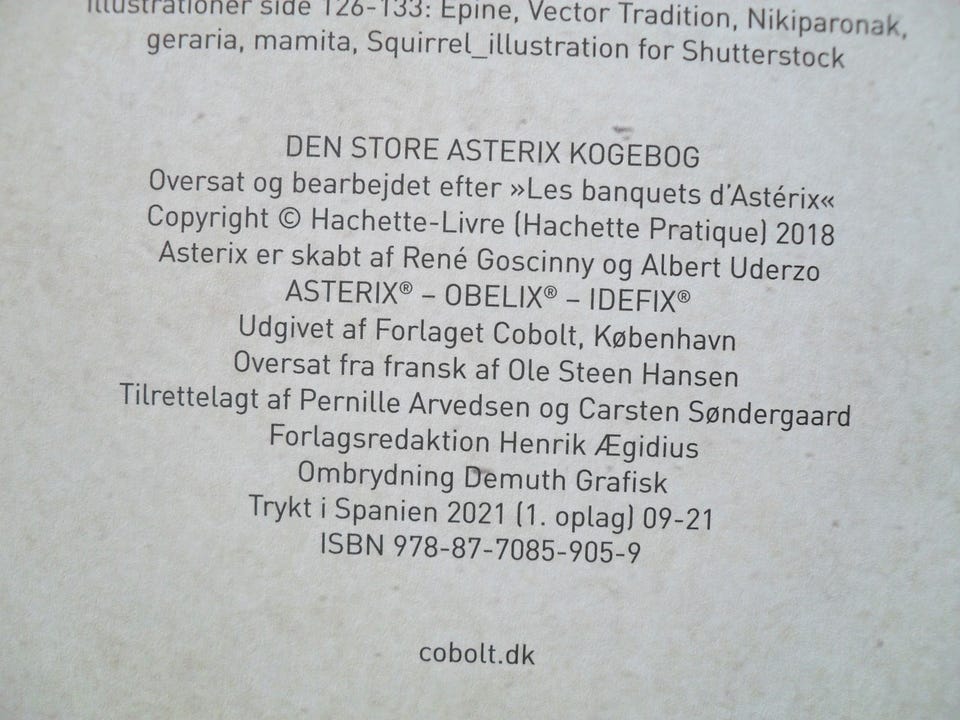 Illustrationer side 126-133: Epine, Vector Tradition, Nikiparonak,
geraria, mamita, Squirrel_illustration for Shutterstock
DEN STORE ASTERIX KOGEBOG
Oversat og bearbejdet efter »Les banquets d'Astérix«
Copyright © Hachette-Livre (Hachette Pratique) 2018
Asterix er skabt af René Goscinny og Albert Uderzo
ASTERIX® – OBELIX® – IDEFIX®
Udgivet af Forlaget Cobolt, København
Oversat fra fransk af Ole Steen Hansen
Tilrettelagt af Pernille Arvedsen og Carsten Søndergaard
Forlagsredaktion Henrik Ægidius
Ombrydning Demuth Grafisk
Trykt i Spanien 2021 (1. oplag) 09-21
ISBN 978-87-7085-905-9
cobolt.dk